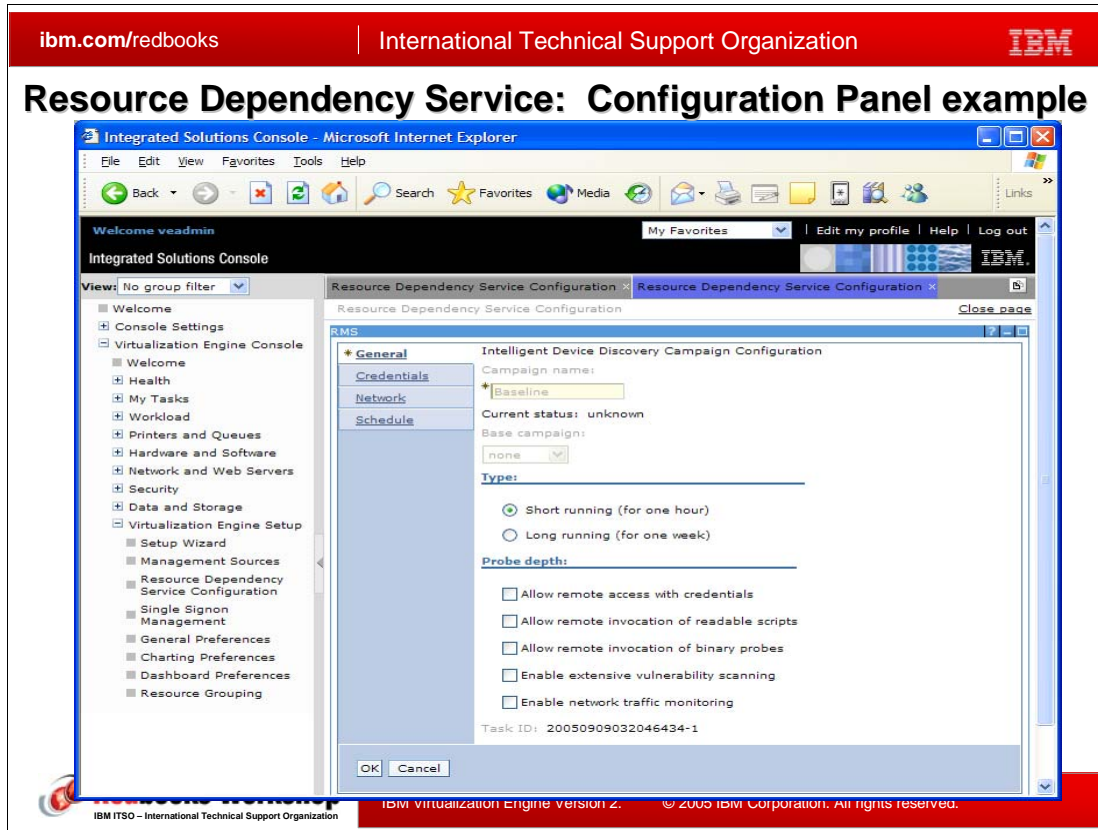 ibm.com/redbooks
International Technical Support Organization
IBM
Resource Dependency Service: Configuration Panel example
Integrated Solutions Console - Microsoft Internet Explorer
File Edit View Favorites Tools Help
Back Search Favorites Media Links
Welcome veadmin
My Favorites | Edit my profile | Help | Log out
Integrated Solutions Console
IBM.
View: No group filter
Resource Dependency Service Configuration × Resource Dependency Service Configuration ×
Resource Dependency Service Configuration
Close page
Welcome
Console Settings
Virtualization Engine Console
Welcome
Health
My Tasks
Workload
Printers and Queues
Hardware and Software
Network and Web Servers
Security
Data and Storage
Virtualization Engine Setup
Setup Wizard
Management Sources
Resource Dependency
Service Configuration
Single Signon
Management
General Preferences
Charting Preferences
Dashboard Preferences
Resource Grouping
RMS
? - □
* General
Credentials
Network
Schedule
Intelligent Device Discovery Campaign Configuration
Campaign name:
* Baseline
Current status: unknown
Base campaign:
none
Type:
Short running (for one hour)
Long running (for one week)
Probe depth:
Allow remote access with credentials
Allow remote invocation of readable scripts
Allow remote invocation of binary probes
Enable extensive vulnerability scanning
Enable network traffic monitoring
Task ID: 20050909032046434-1
OK Cancel
IBM ITSO – International Technical Support Organization
IBM Virtualization Engine Version 2. © 2005 IBM Corporation. All rights reserved.